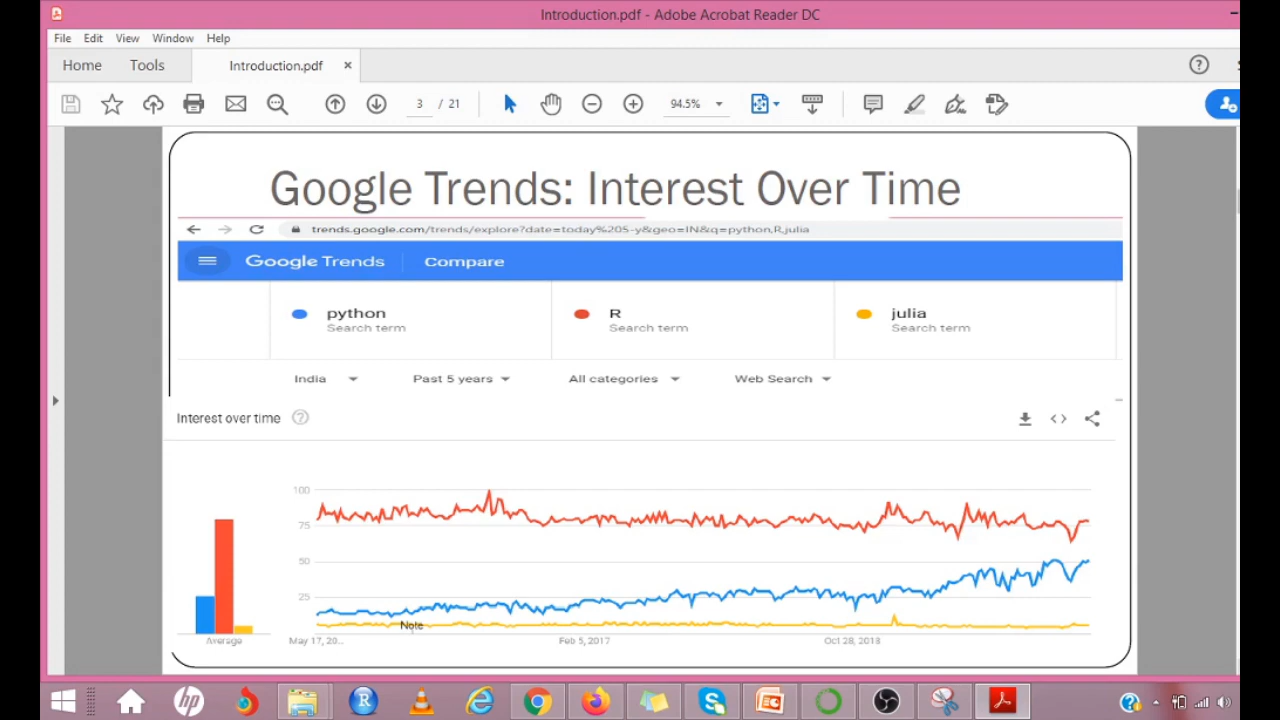 Introduction.pdf - Adobe Acrobat Reader DC
File Edit View Window Help
Home Tools Introduction.pdf ×
3 / 21 94.5%
Google Trends: Interest Over Time
trends.google.com/trends/explore?date=today%205-y&geo=IN&q=python,R,julia
Google Trends Compare
python R julia
Search term Search term Search term
India Past 5 years All categories Web Search
Interest over time ?
100
75
50
25
Note
Average May 17, 20... Feb 5, 2017 Oct 28, 2018